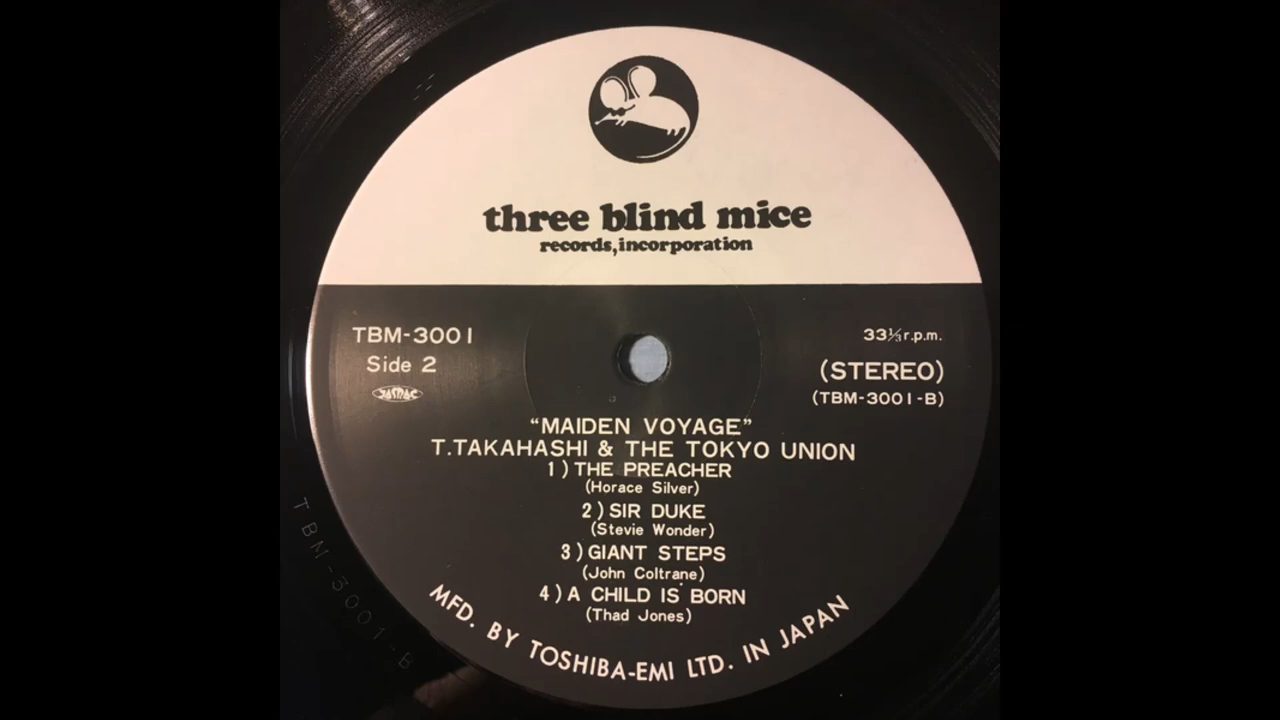 three blind mice
records, incorporation
TBM-3001
33⅓ r.p.m.
Side 2
(STEREO)
JASRAC
(TBM-3001-B)
“MAIDEN VOYAGE”
T.TAKAHASHI & THE TOKYO UNION
1) THE PREACHER
(Horace Silver)
2) SIR DUKE
(Stevie Wonder)
3) GIANT STEPS
(John Coltrane)
4) A CHILD IS BORN
(Thad Jones)
MFD. BY TOSHIBA-EMI LTD. IN JAPAN
TBM-3001-B